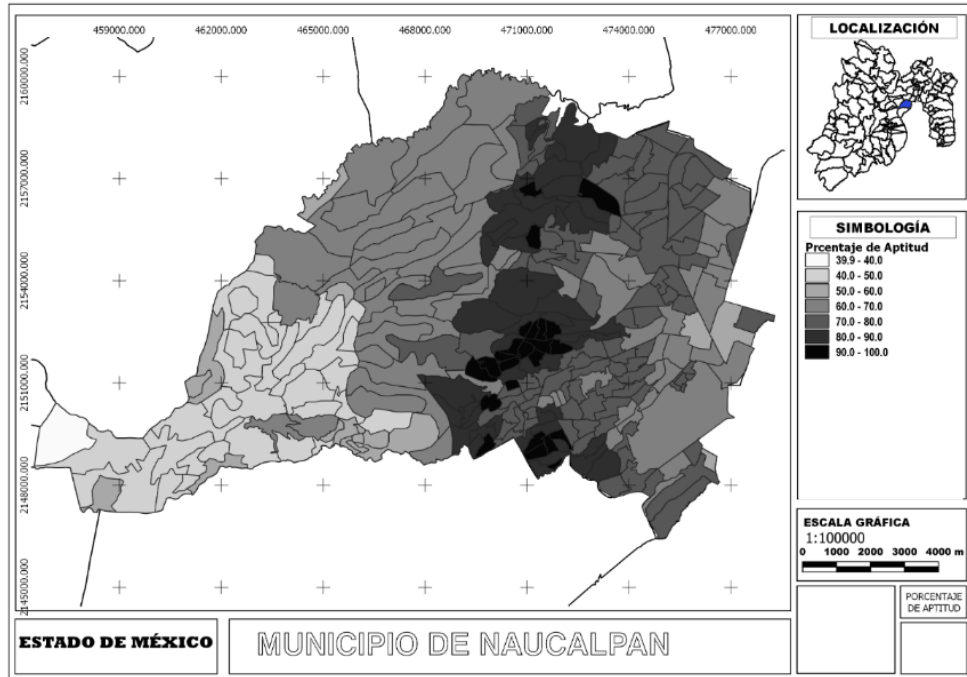 459000.000 462000.000 465000.000 468000.000 471000.000 474000.000 477000.000
2160000.000
2157000.000
2154000.000
2151000.000
2148000.000
2145000.000
LOCALIZACIÓN
SIMBOLOGÍA
Prcentaje de Aptitud
39.9 - 40.0
40.0 - 50.0
50.0 - 60.0
60.0 - 70.0
70.0 - 80.0
80.0 - 90.0
90.0 - 100.0
ESCALA GRÁFICA
1:100000
0 1000 2000 3000 4000 m
PORCENTAJE
DE APTITUD
ESTADO DE MÉXICO
MUNICIPIO DE NAUCALPAN